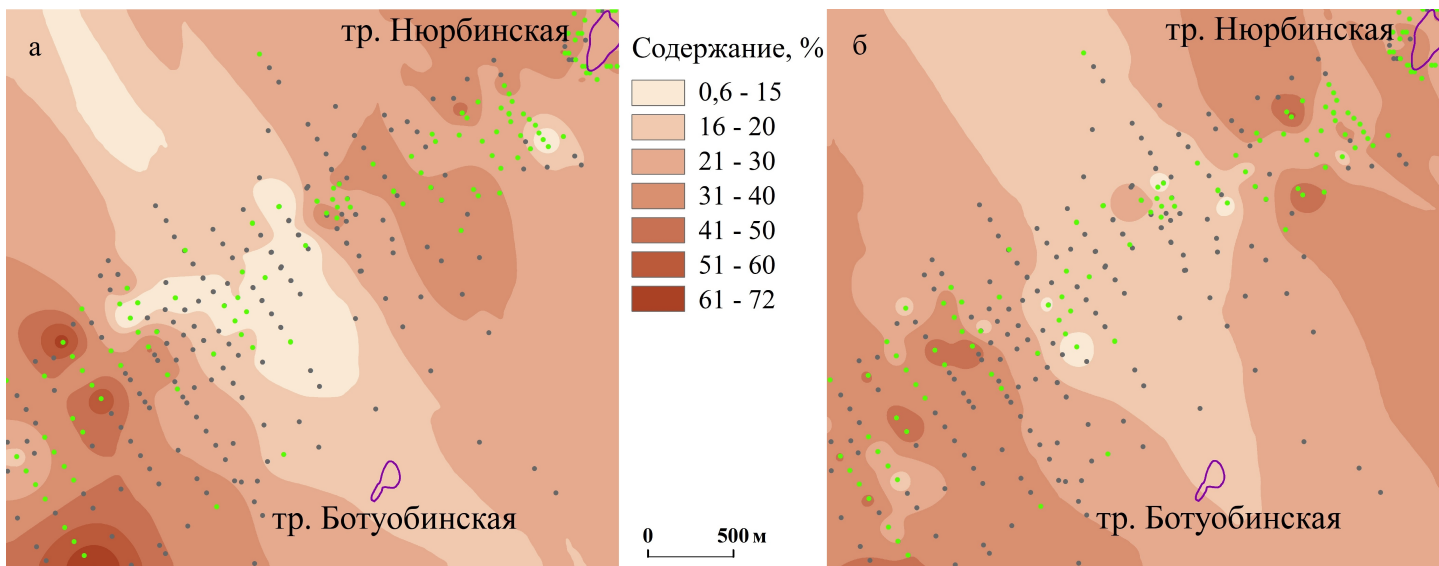 а
тр. Нюрбинская
тр. Ботуобинская
Содержание, %
0,6 - 15
16 - 20
21 - 30
31 - 40
41 - 50
51 - 60
61 - 72
0 500 м
б
тр. Нюрбинская
тр. Ботуобинская